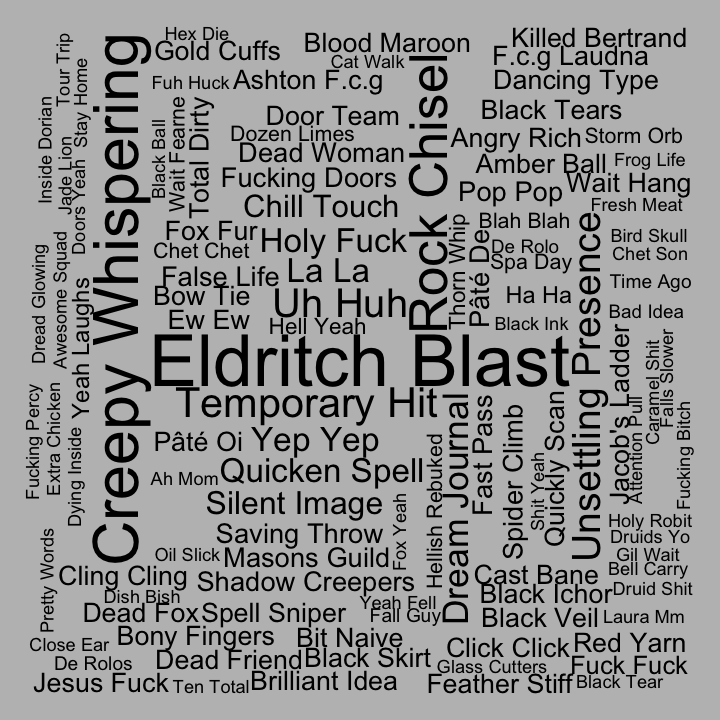 Hex Die
Killed Bertrand
Gold Cuffs
Blood Maroon
F.c.g Laudna
Cat Walk
Fuh Huck
Ashton F.c.g
Dancing Type
Tour Trip
Stay Home
Inside Dorian
Jade Lion
Doors Yeah
Creepy Whispering
Black Ball
Wait Fearne
Total Dirty
Door Team
Rock Chisel
Black Tears
Dozen Limes
Angry Rich
Storm Orb
Dead Woman
Amber Ball
Frog Life
Fucking Doors
Pop Pop
Wait Hang
Chill Touch
Fresh Meat
Fox Fur
Holy Fuck
Thorn Whip
Pâté De
Blah Blah
Bird Skull
Chet Chet
De Rolo
Spa Day
Chet Son
False Life
La La
Time Ago
Bow Tie
Uh Huh
Ha Ha
Bad Idea
Ew Ew
Hell Yeah
Black Ink
Unsettling Presence
Dread Glowing
Awesome Squad
Yeah Laughs
Eldritch Blast
Jacob's Ladder
Caramel Shit
Falls Slower
Temporary Hit
Fucking Percy
Extra Chicken
Dying Inside
Pâté Oi
Yep Yep
Dream Journal
Fast Pass
Spider Climb
Shit Yeah
Quickly Scan
Attention Pull
Fucking Bitch
Ah Mom
Quicken Spell
Hellish Rebuked
Silent Image
Fox Yeah
Saving Throw
Holy Robit
Druids Yo
Oil Slick
Masons Guild
Gil Wait
Pretty Words
Cling Cling
Shadow Creepers
Cast Bane
Bell Carry
Dish Bish
Black Ichor
Druid Shit
Yeah Fell
Dead Fox
Spell Sniper
Fall Guy
Black Veil
Laura Mm
Close Ear
Bony Fingers
Bit Naive
Click Click
Red Yarn
De Rolos
Dead Friend
Black Skirt
Glass Cutters
Fuck Fuck
Jesus Fuck
Ten Total
Brilliant Idea
Feather Stiff
Black Tear